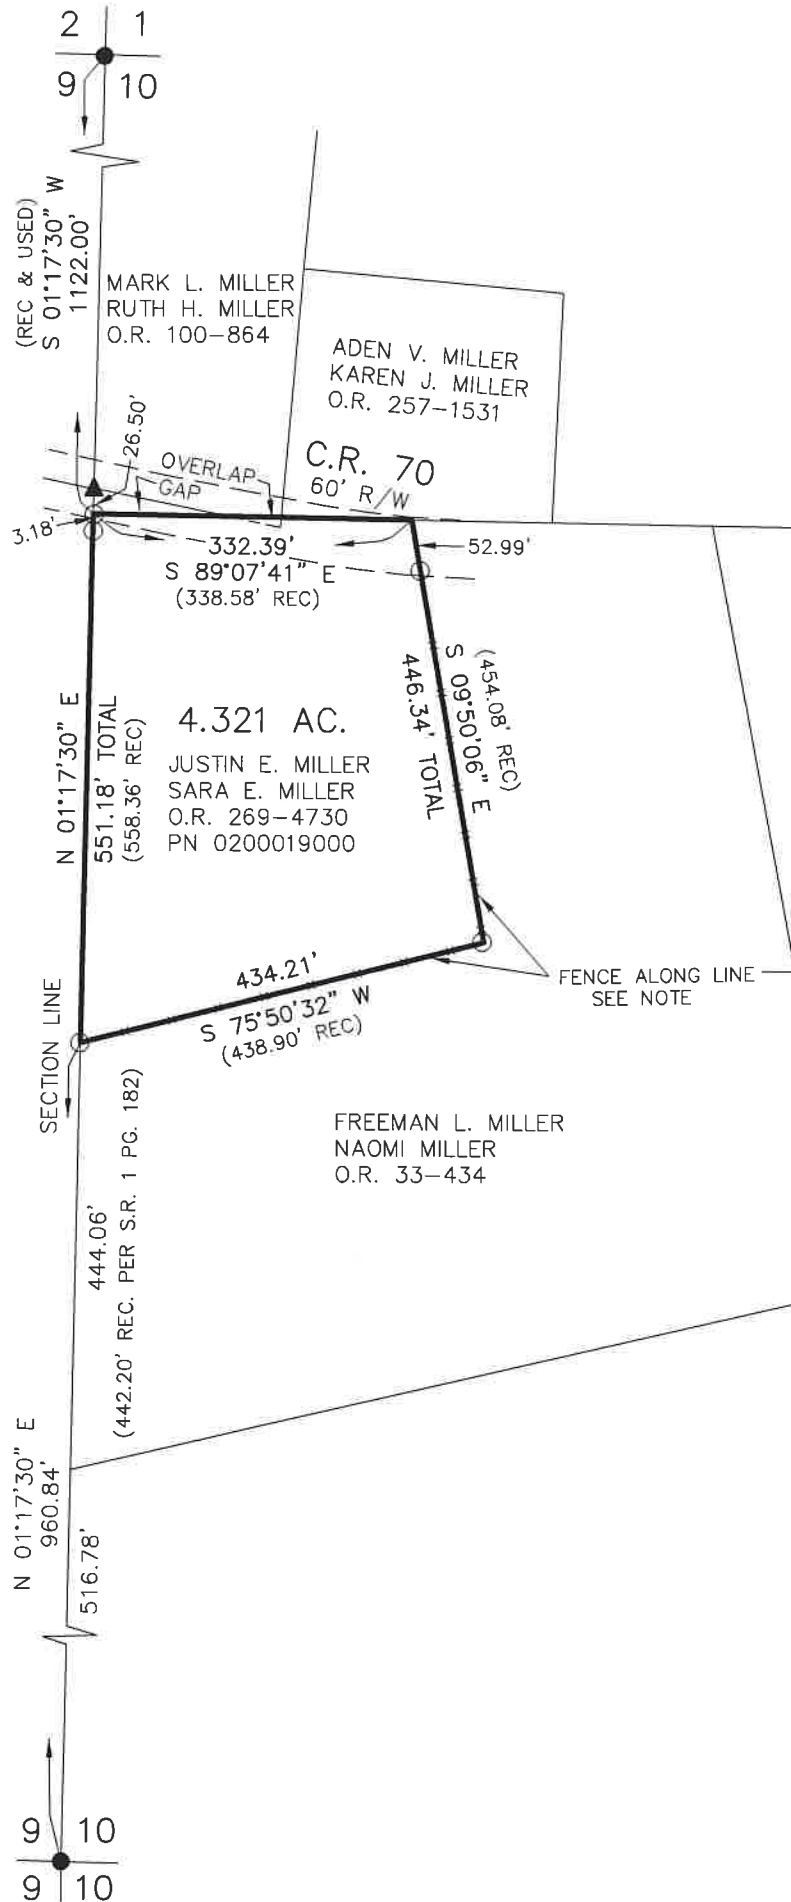 2 1
9 10
(REC & USED)
S 01°17'30" W
1122.00'
MARK L. MILLER
RUTH H. MILLER
O.R. 100-864
ADEN V. MILLER
KAREN J. MILLER
O.R. 257-1531
26.50'
OVERLAP
GAP
C.R. 70
60' R/W
3.18'
332.39'
S 89°07'41" E
(338.58' REC)
52.99'
N 01°17'30" E
551.18' TOTAL
(558.36' REC)
4.321 AC.
JUSTIN E. MILLER
SARA E. MILLER
O.R. 269-4730
PN 0200019000
(454.08' REC)
S 09°50'06" E
446.34' TOTAL
434.21'
S 75°50'32" W
(438.90' REC)
FENCE ALONG LINE
SEE NOTE
SECTION LINE
FREEMAN L. MILLER
NAOMI MILLER
O.R. 33-434
444.06'
(442.20' REC. PER S.R. 1 PG. 182)
N 01°17'30" E
960.84'
516.78'
9 10
9 10